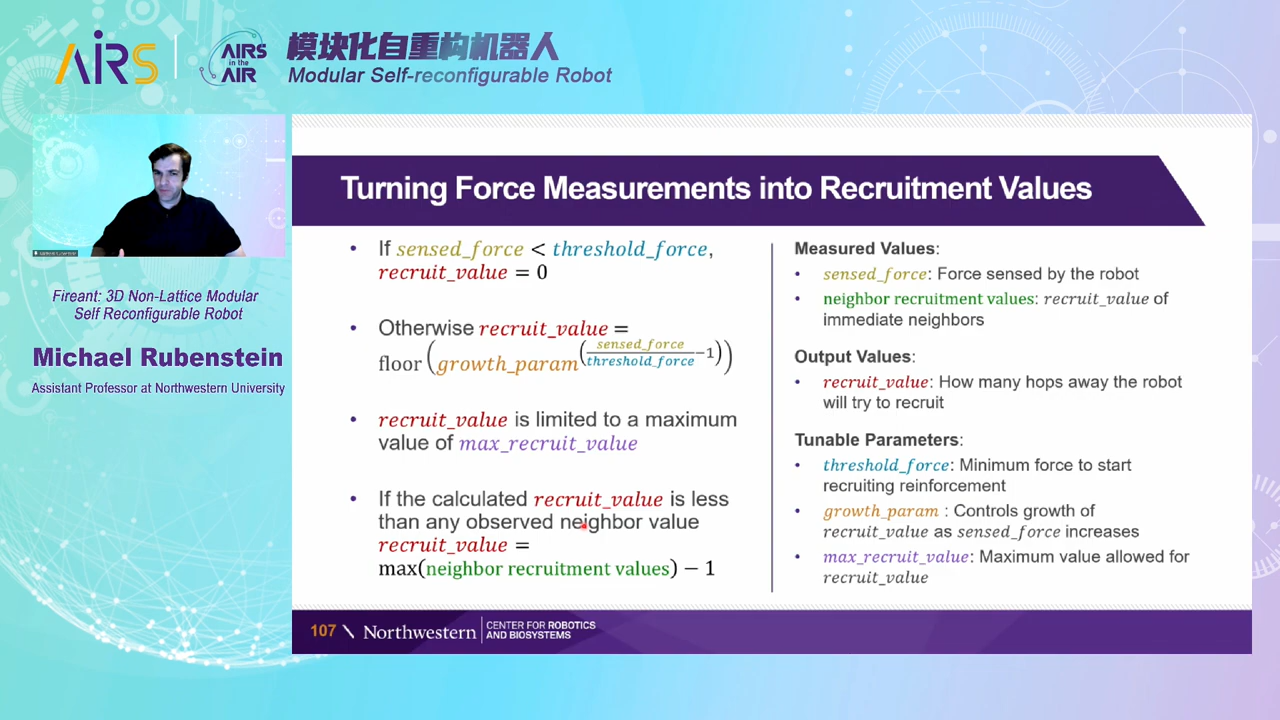 AIRS
AIRS
in the
AIR
模块化自重构机器人
Modular Self-reconfigurable Robot
Fireant: 3D Non-Lattice Modular
Self Reconfigurable Robot
Michael Rubenstein
Assistant Professor at Northwestern University
Turning Force Measurements into Recruitment Values
• If sensed_force < threshold_force,
recruit_value = 0
• Otherwise recruit_value =
floor(growth_param^(sensed_force/threshold_force −1))
• recruit_value is limited to a maximum
value of max_recruit_value
• If the calculated recruit_value is less
than any observed neighbor value
recruit_value =
max(neighbor recruitment values) − 1
Measured Values:
• sensed_force: Force sensed by the robot
• neighbor recruitment values: recruit_value of
immediate neighbors
Output Values:
• recruit_value: How many hops away the robot
will try to recruit
Tunable Parameters:
• threshold_force: Minimum force to start
recruiting reinforcement
• growth_param : Controls growth of
recruit_value as sensed_force increases
• max_recruit_value: Maximum value allowed for
recruit_value
107 \ Northwestern | CENTER FOR ROBOTICS
AND BIOSYSTEMS